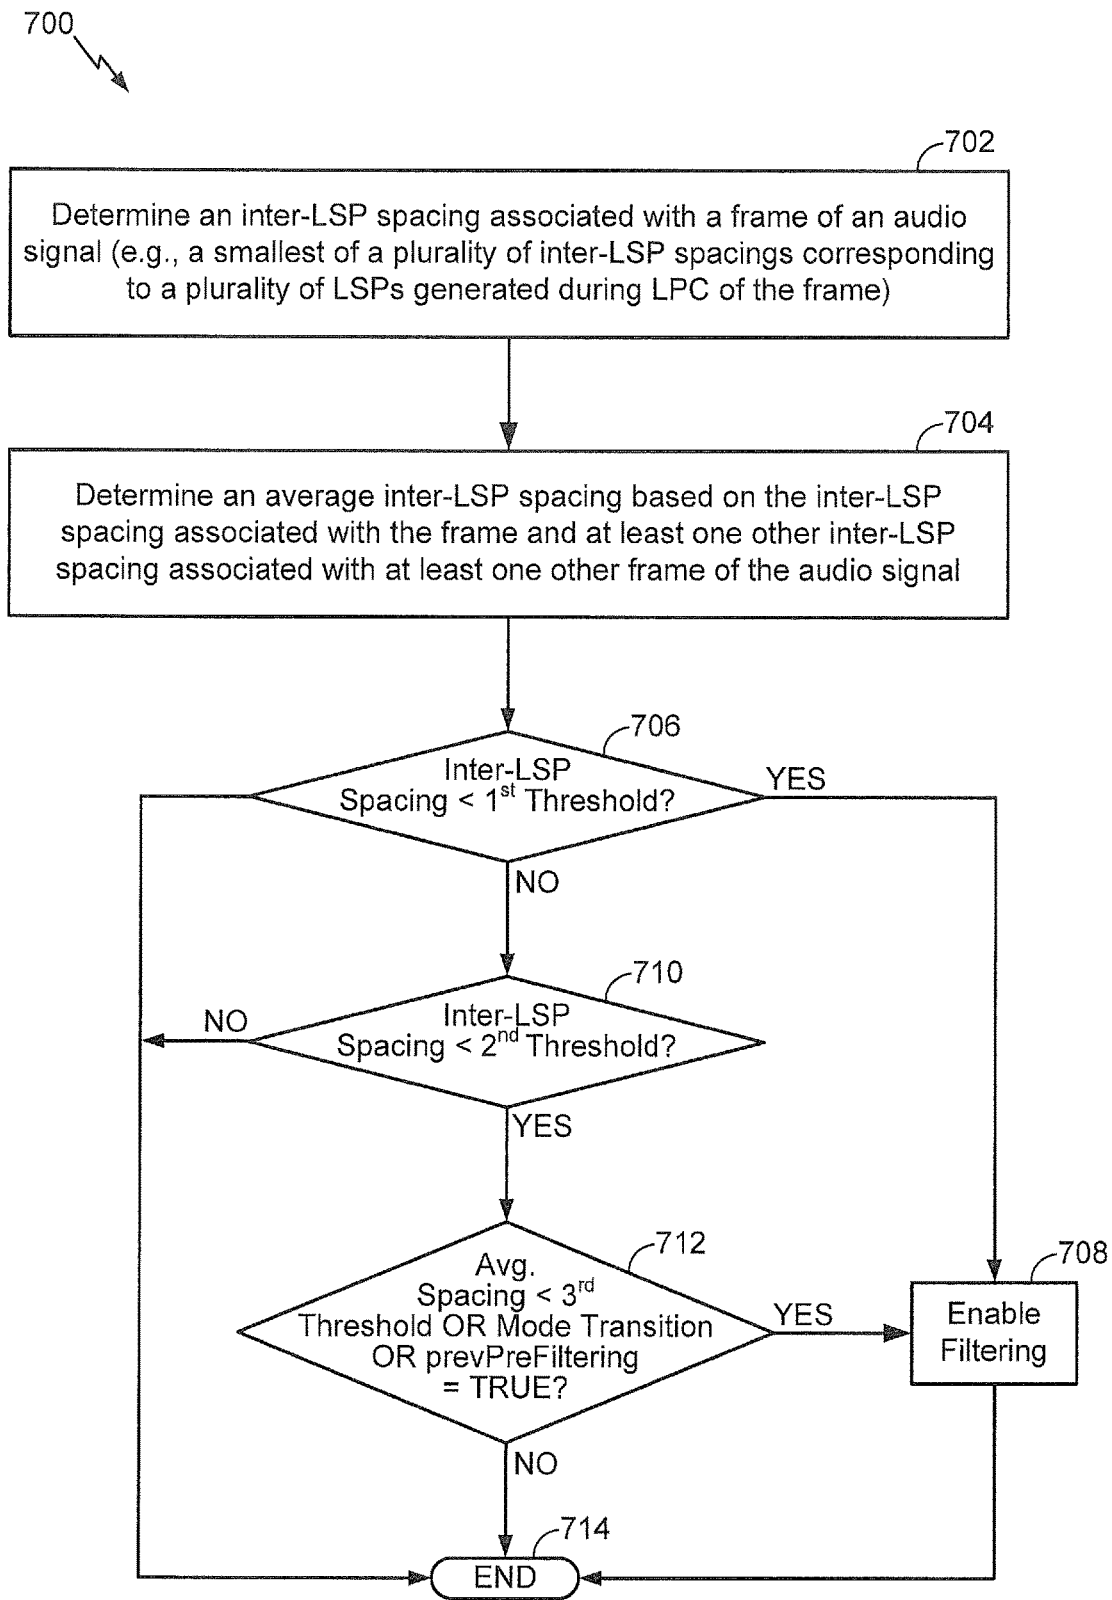 700
702
Determine an inter-LSP spacing associated with a frame of an audio
signal (e.g., a smallest of a plurality of inter-LSP spacings corresponding
to a plurality of LSPs generated during LPC of the frame)
704
Determine an average inter-LSP spacing based on the inter-LSP
spacing associated with the frame and at least one other inter-LSP
spacing associated with at least one other frame of the audio signal
706
Inter-LSP
Spacing < 1st Threshold?
YES
NO
710
Inter-LSP
Spacing < 2nd Threshold?
NO
YES
712
Avg.
Spacing < 3rd
Threshold OR Mode Transition
OR prevPreFiltering
= TRUE?
YES
708
Enable
Filtering
NO
714
END